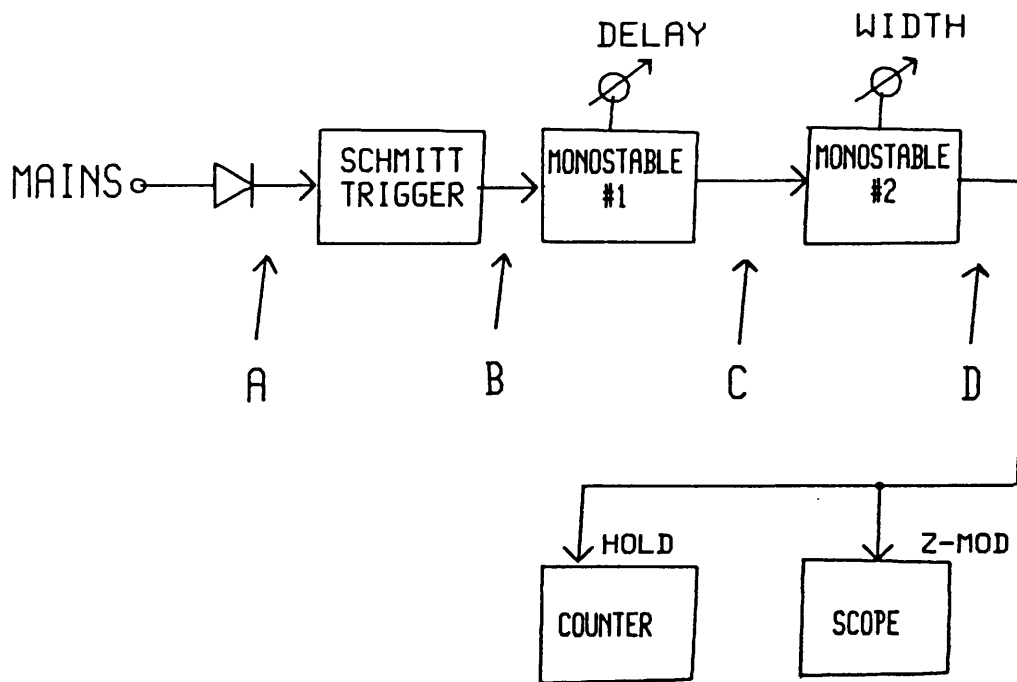 DELAY
WIDTH
MAINS
SCHMITT
TRIGGER
MONOSTABLE
#1
MONOSTABLE
#2
A
B
C
D
HOLD
Z-MOD
COUNTER
SCOPE